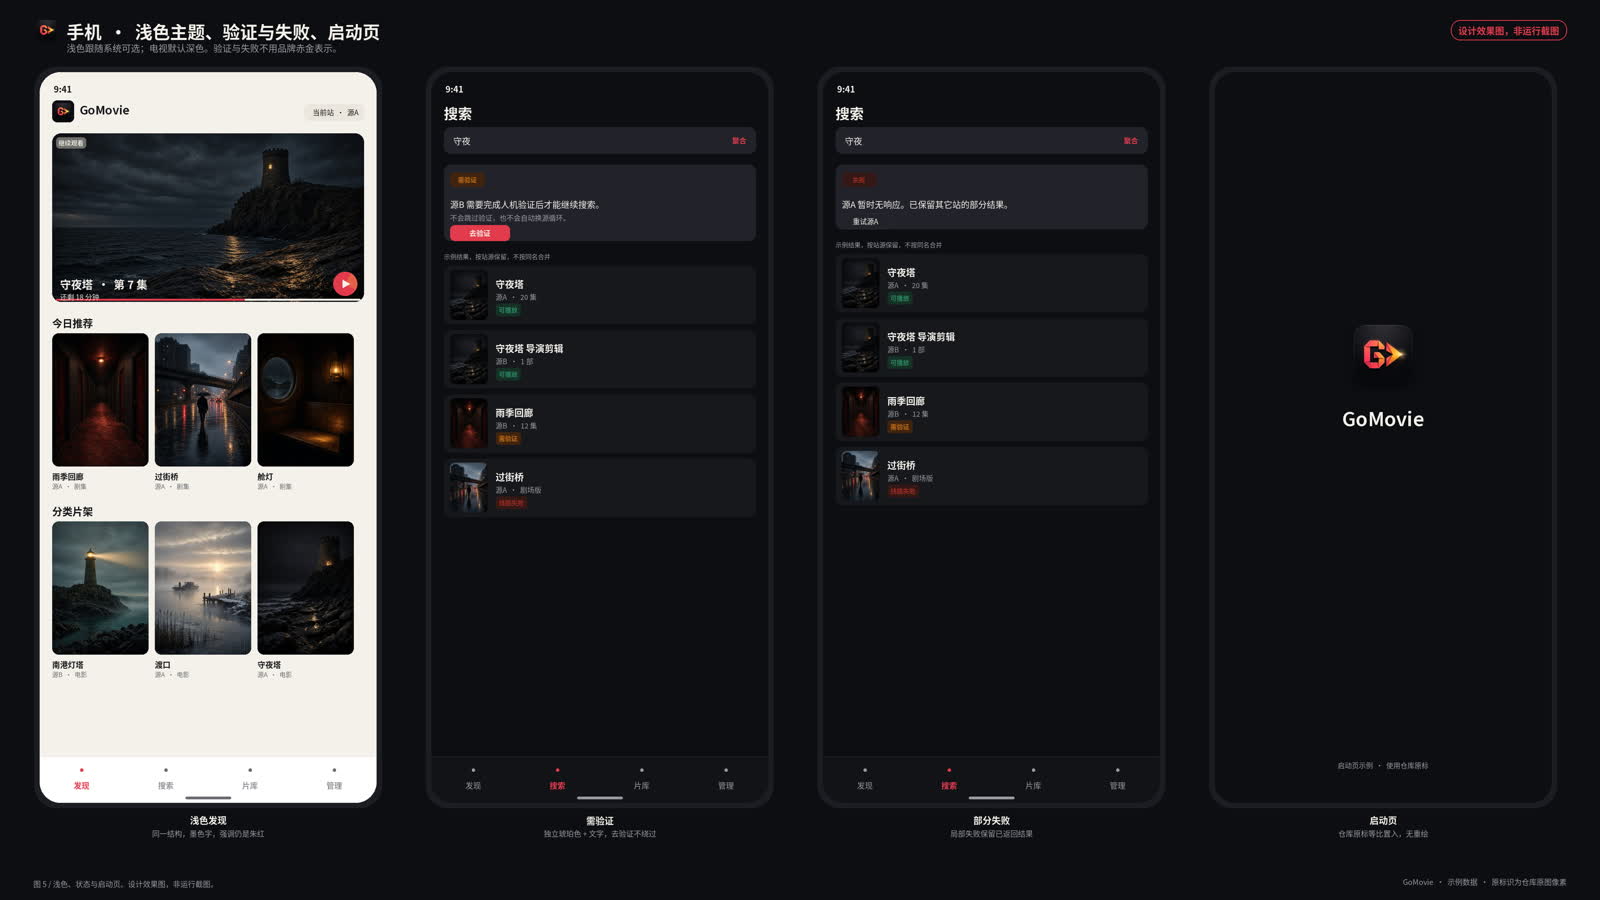 手机 · 浅色主题、验证与失败、启动页
浅色跟随系统可选；电视默认深色。验证与失败不用品牌赤金表示。
设计效果图，非运行截图
9:41
GoMovie
当前站 · 源A
继续观看
守夜塔 · 第 7 集
还剩 18 分钟
今日推荐
雨季回廊
源A · 剧集
过街桥
源A · 剧集
舱灯
源A · 剧集
分类片架
南港灯塔
源B · 电影
渡口
源A · 电影
守夜塔
源A · 电影
发现
搜索
片库
管理
浅色发现
同一结构，墨色字，强调仍是朱红
9:41
搜索
守夜
聚合
需验证
源B 需要完成人机验证后才能继续搜索。
不会跳过验证，也不会自动换源循环。
去验证
示例结果，按站源保留，不按同名合并
守夜塔
源A · 20 集
可播放
守夜塔 导演剪辑
源B · 1 部
可播放
雨季回廊
源B · 12 集
需验证
过街桥
源A · 剧场版
线路失败
发现
搜索
片库
管理
需验证
独立琥珀色 + 文字，去验证不绕过
9:41
搜索
守夜
聚合
失败
源A 暂时无响应。已保留其它站的部分结果。
重试源A
示例结果，按站源保留，不按同名合并
守夜塔
源A · 20 集
可播放
守夜塔 导演剪辑
源B · 1 部
可播放
雨季回廊
源B · 12 集
需验证
过街桥
源A · 剧场版
线路失败
发现
搜索
片库
管理
部分失败
局部失败保留已返回结果
GoMovie
启动页示例 · 使用仓库原标
启动页
仓库原标等比置入，无重绘
图 5 / 浅色、状态与启动页。设计效果图，非运行截图。
GoMovie · 示例数据 · 原标识为仓库原图像素